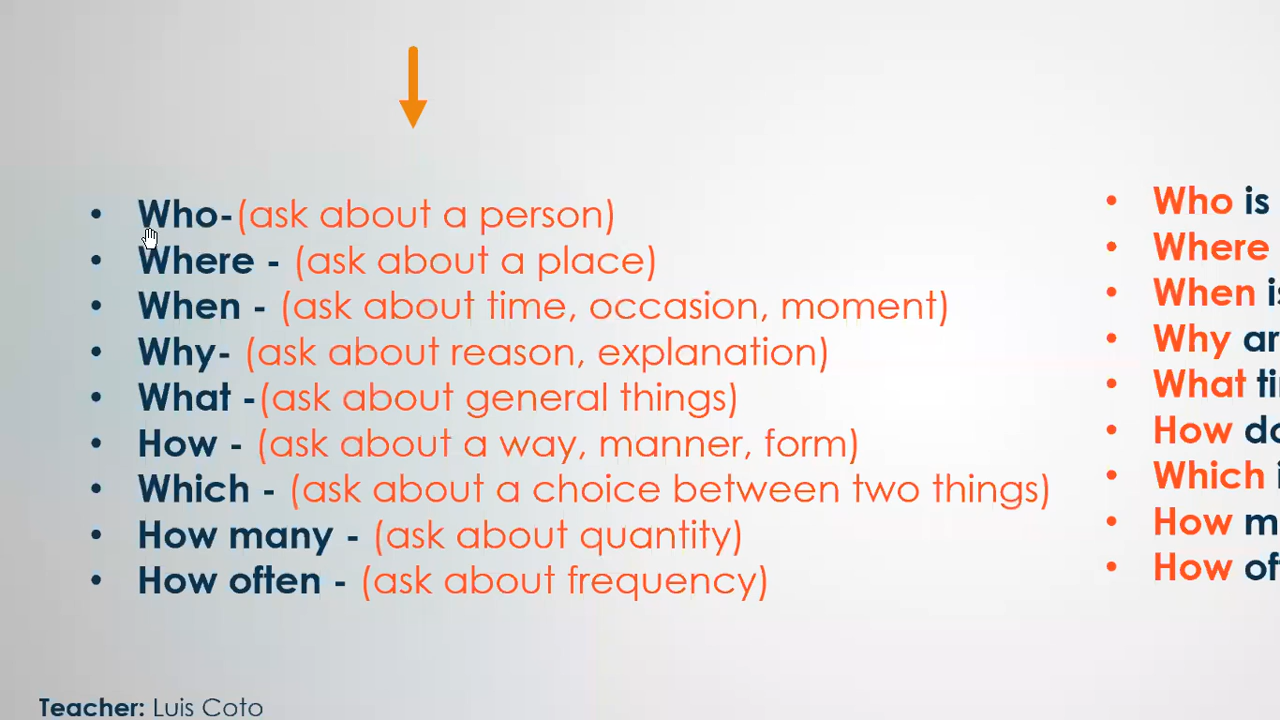 • Who-(ask about a person)
• Where - (ask about a place)
• When - (ask about time, occasion, moment)
• Why- (ask about reason, explanation)
• What -(ask about general things)
• How - (ask about a way, manner, form)
• Which - (ask about a choice between two things)
• How many - (ask about quantity)
• How often - (ask about frequency)
• Who is
• Where
• When
• Why
• What
• How
• Which
• How
• How
Teacher: Luis Coto